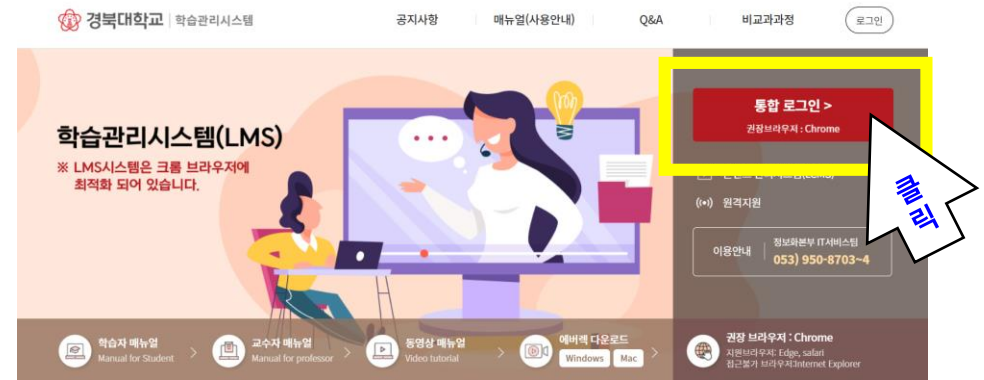 경북대학교 학습관리시스템
공지사항
매뉴얼(사용안내)
Q&A
비교과과정
로그인
학습관리시스템(LMS)
※ LMS시스템은 크롬 브라우저에
최적화 되어 있습니다.
통합 로그인 >
권장브라우저 : Chrome
클릭
((•)) 원격지원
이용안내
정보화본부 IT서비스팀
053) 950-8703~4
학습자 매뉴얼
Manual for Student >
교수자 매뉴얼
Manual for professor >
동영상 매뉴얼
Video tutorial >
에버렉 다운로드
Windows Mac >
권장 브라우저 : Chrome
지원브라우저: Edge, salari
접근불가 브라우저:Internet Explorer